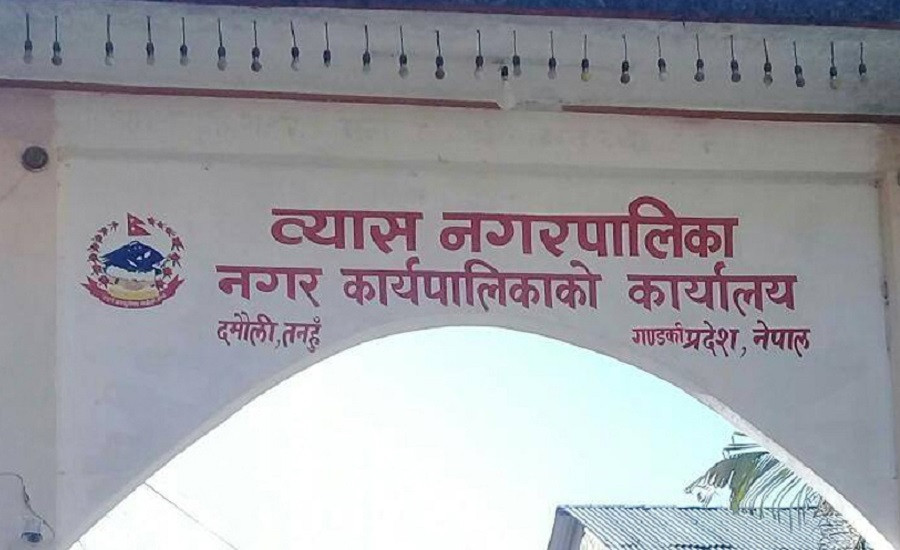 व्यास नगरपालिका
नगर कार्यपालिकाको कार्यालय
दमौली, तनहुँ गण्डकी प्रदेश, नेपाल